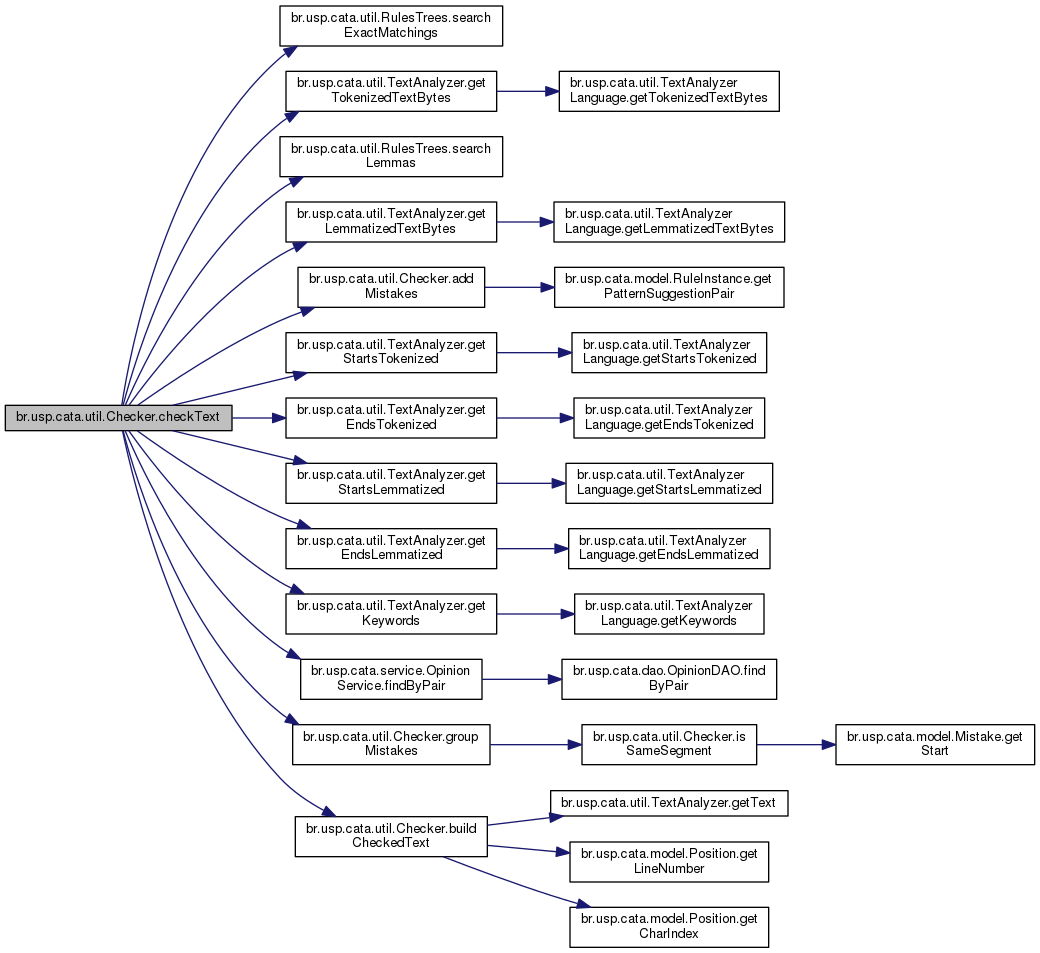 br.usp.cata.util.RulesTrees.search
ExactMatchings
br.usp.cata.util.TextAnalyzer.get
TokenizedTextBytes
br.usp.cata.util.TextAnalyzer
Language.getTokenizedTextBytes
br.usp.cata.util.RulesTrees.search
Lemmas
br.usp.cata.util.TextAnalyzer.get
LemmatizedTextBytes
br.usp.cata.util.TextAnalyzer
Language.getLemmatizedTextBytes
br.usp.cata.util.Checker.add
Mistakes
br.usp.cata.model.RuleInstance.get
PatternSuggestionPair
br.usp.cata.util.TextAnalyzer.get
StartsTokenized
br.usp.cata.util.TextAnalyzer
Language.getStartsTokenized
br.usp.cata.util.Checker.checkText
br.usp.cata.util.TextAnalyzer.get
EndsTokenized
br.usp.cata.util.TextAnalyzer
Language.getEndsTokenized
br.usp.cata.util.TextAnalyzer.get
StartsLemmatized
br.usp.cata.util.TextAnalyzer
Language.getStartsLemmatized
br.usp.cata.util.TextAnalyzer.get
EndsLemmatized
br.usp.cata.util.TextAnalyzer
Language.getEndsLemmatized
br.usp.cata.util.TextAnalyzer.get
Keywords
br.usp.cata.util.TextAnalyzer
Language.getKeywords
br.usp.cata.service.Opinion
Service.findByPair
br.usp.cata.dao.OpinionDAO.find
ByPair
br.usp.cata.util.Checker.group
Mistakes
br.usp.cata.util.Checker.is
SameSegment
br.usp.cata.model.Mistake.get
Start
br.usp.cata.util.Checker.build
CheckedText
br.usp.cata.util.TextAnalyzer.getText
br.usp.cata.model.Position.get
LineNumber
br.usp.cata.model.Position.get
CharIndex